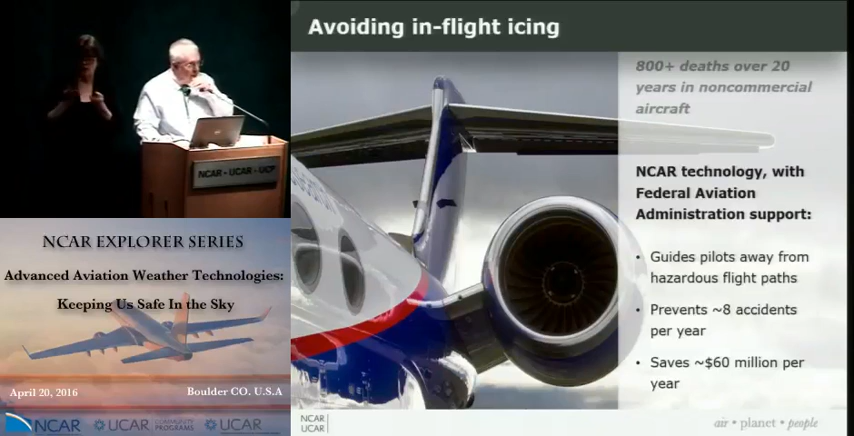 Avoiding in-flight icing
800+ deaths over 20
years in noncommercial
aircraft
NCAR technology, with
Federal Aviation
Administration support:
• Guides pilots away from
hazardous flight paths
• Prevents ~8 accidents
per year
• Saves ~$60 million per
year
NCAR
UCAR
air • planet • people
NCAR - UCAR - UCP
NCAR EXPLORER SERIES
Advanced Aviation Weather Technologies:
Keeping Us Safe In the Sky
April 20, 2016
Boulder CO. U.S.A
NCAR
UCAR
COMMUNITY
PROGRAMS
UCAR